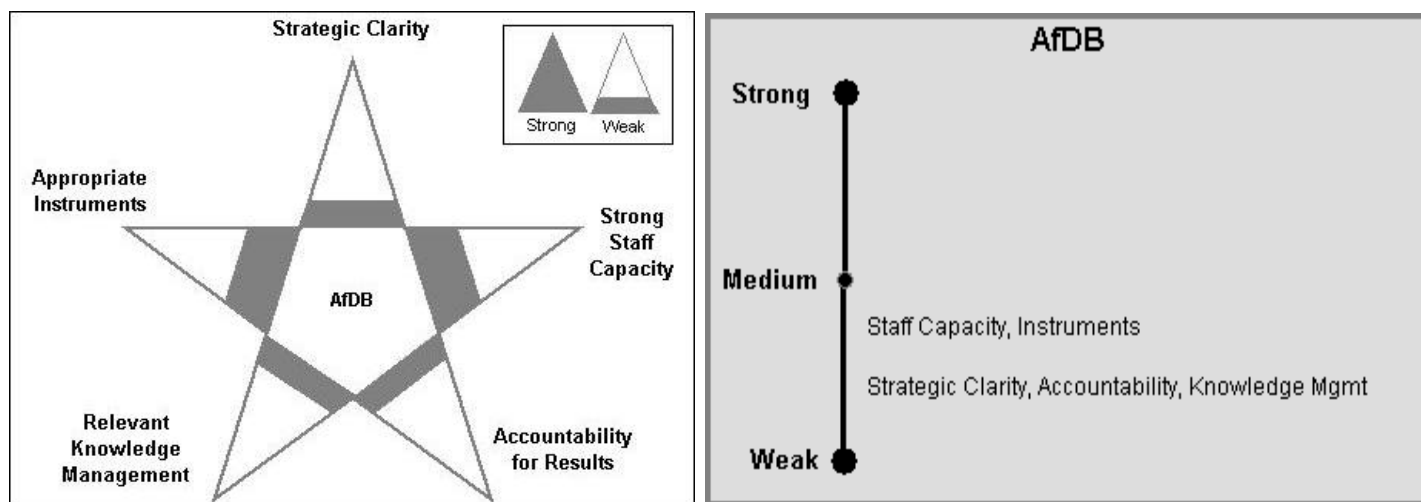 Strategic Clarity
Strong
Weak
Appropriate
Instruments
Strong
Staff
Capacity
AfDB
Relevant
Knowledge
Management
Accountability
for Results
AfDB
Strong
Medium
Staff Capacity, Instruments
Strategic Clarity, Accountability, Knowledge Mgmt
Weak